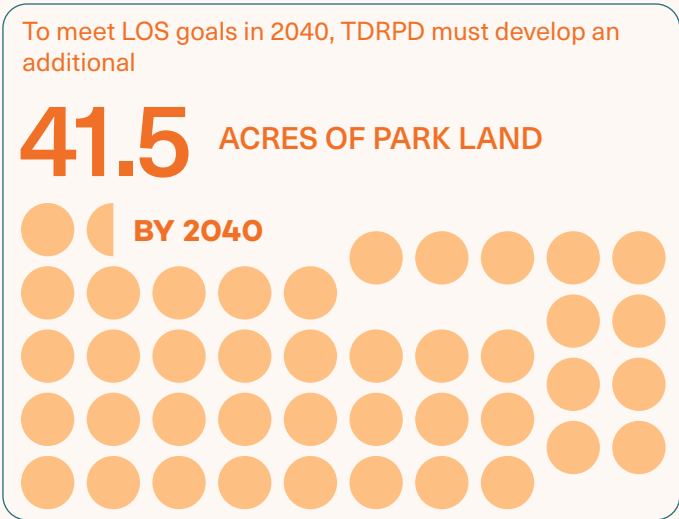 To meet LOS goals in 2040, TDRPD must develop an
additional
41.5 ACRES OF PARK LAND
BY 2040